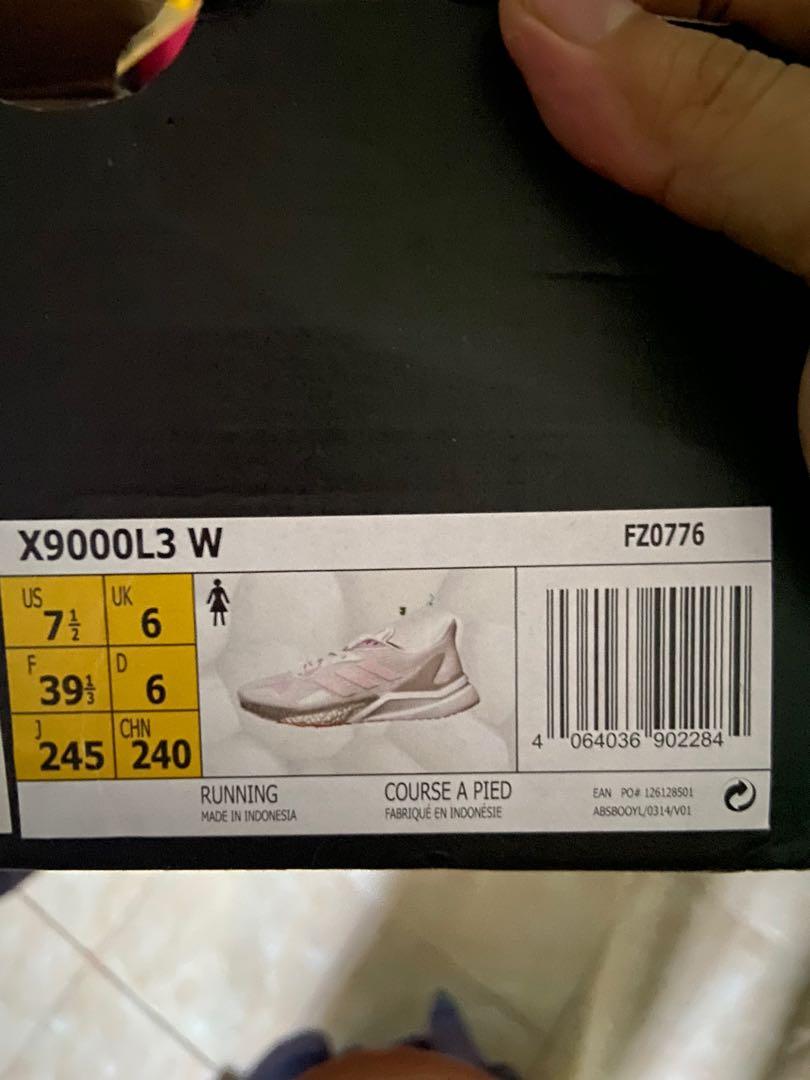 X9000L3 W FZ0776
US 7½ UK 6
F 39⅓ D 6
J 245 CHN 240
4 064036 902284
RUNNING COURSE A PIED
MADE IN INDONESIA FABRIQUÉ EN INDONÉSIE
EAN PO# 126128501
ABSBOOYL/0314/V01